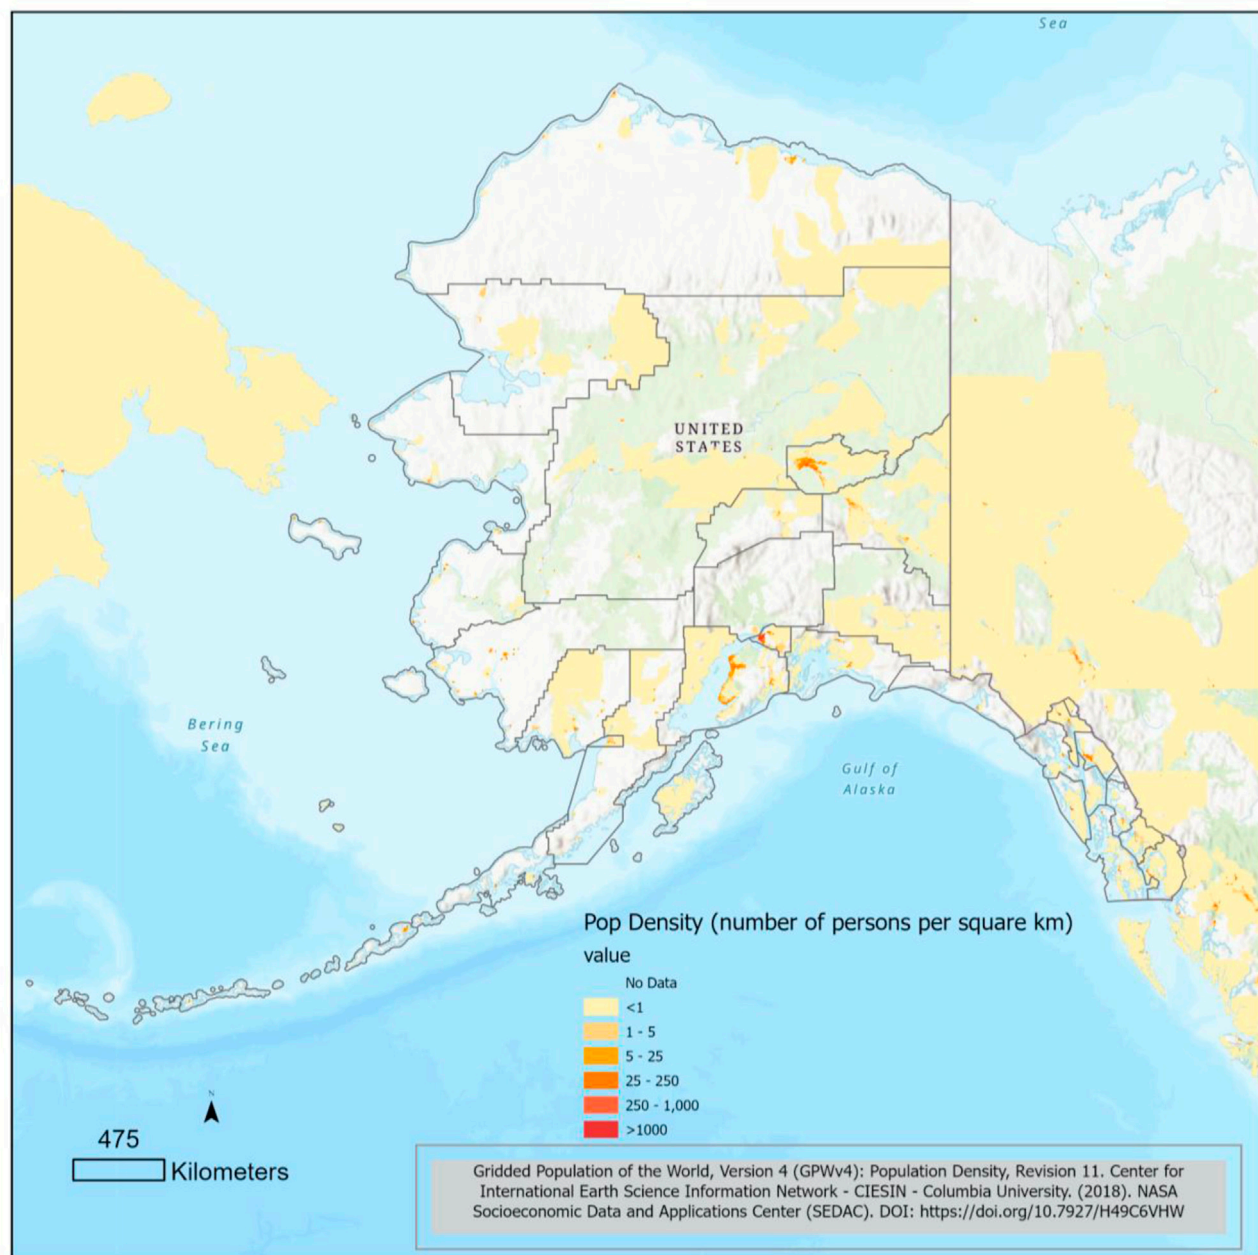 Sea
UNITED
STATES
Bering
Sea
Gulf of
Alaska
Pop Density (number of persons per square km)
value
No Data
<1
1 - 5
5 - 25
25 - 250
250 - 1,000
>1000
N
475
Kilometers
Gridded Population of the World, Version 4 (GPWv4): Population Density, Revision 11. Center for
International Earth Science Information Network - CIESIN - Columbia University. (2018). NASA
Socioeconomic Data and Applications Center (SEDAC). DOI: https://doi.org/10.7927/H49C6VHW